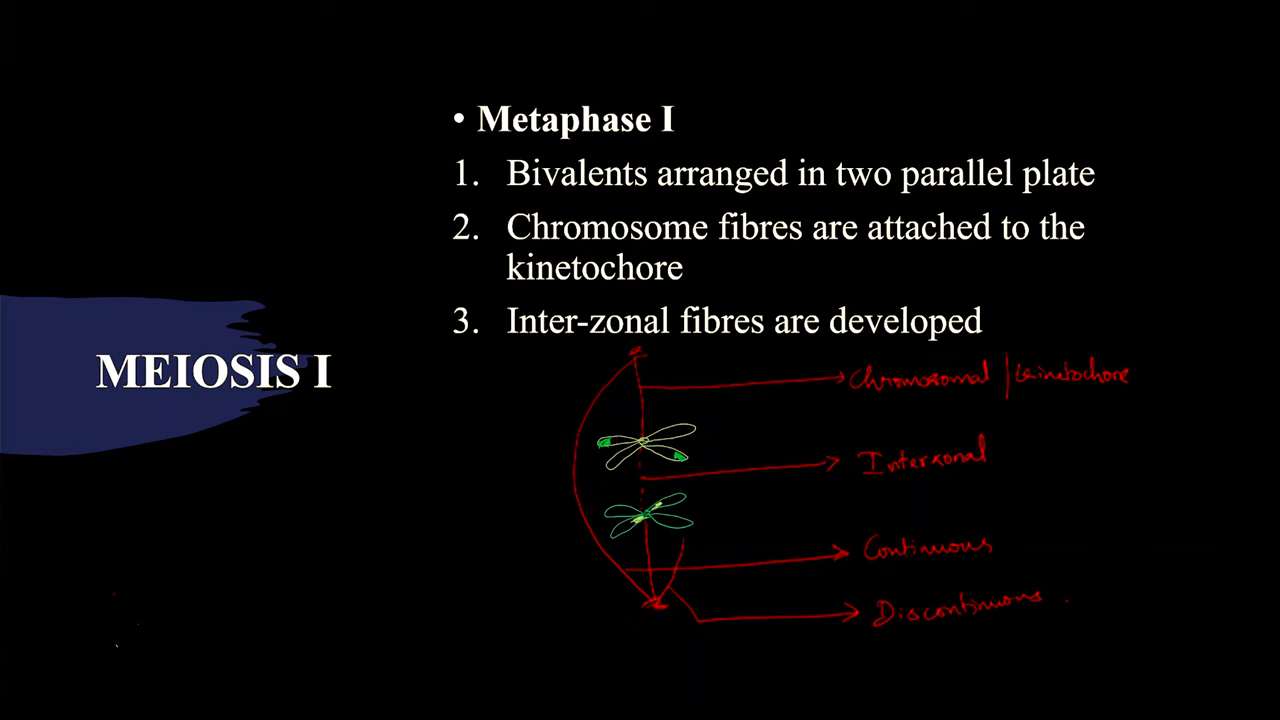 • Metaphase I
1. Bivalents arranged in two parallel plate
2. Chromosome fibres are attached to the
kinetochore
3. Inter-zonal fibres are developed
MEIOSIS I
Chromosomal | Kinetochore
Interzonal
Continuous
Discontinuous